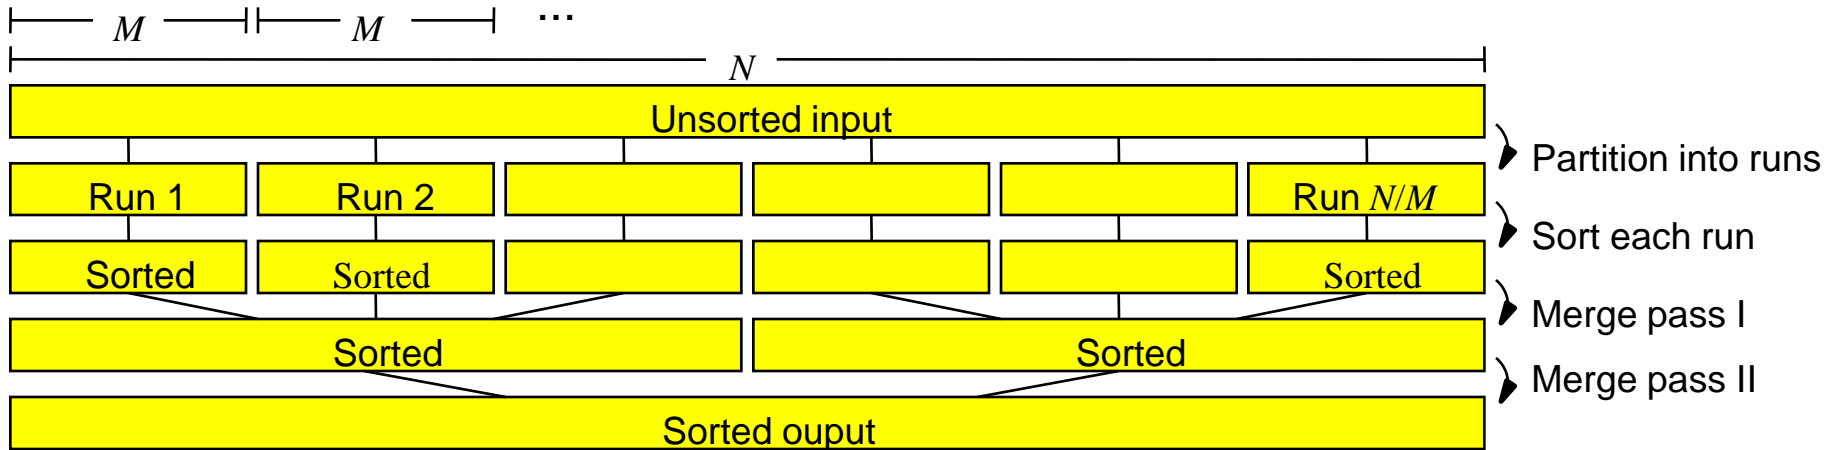 M M ...
N
Unsorted input
Partition into runs
Run 1 Run 2 Run N/M
Sort each run
Sorted Sorted Sorted
Merge pass I
Sorted Sorted
Merge pass II
Sorted ouput